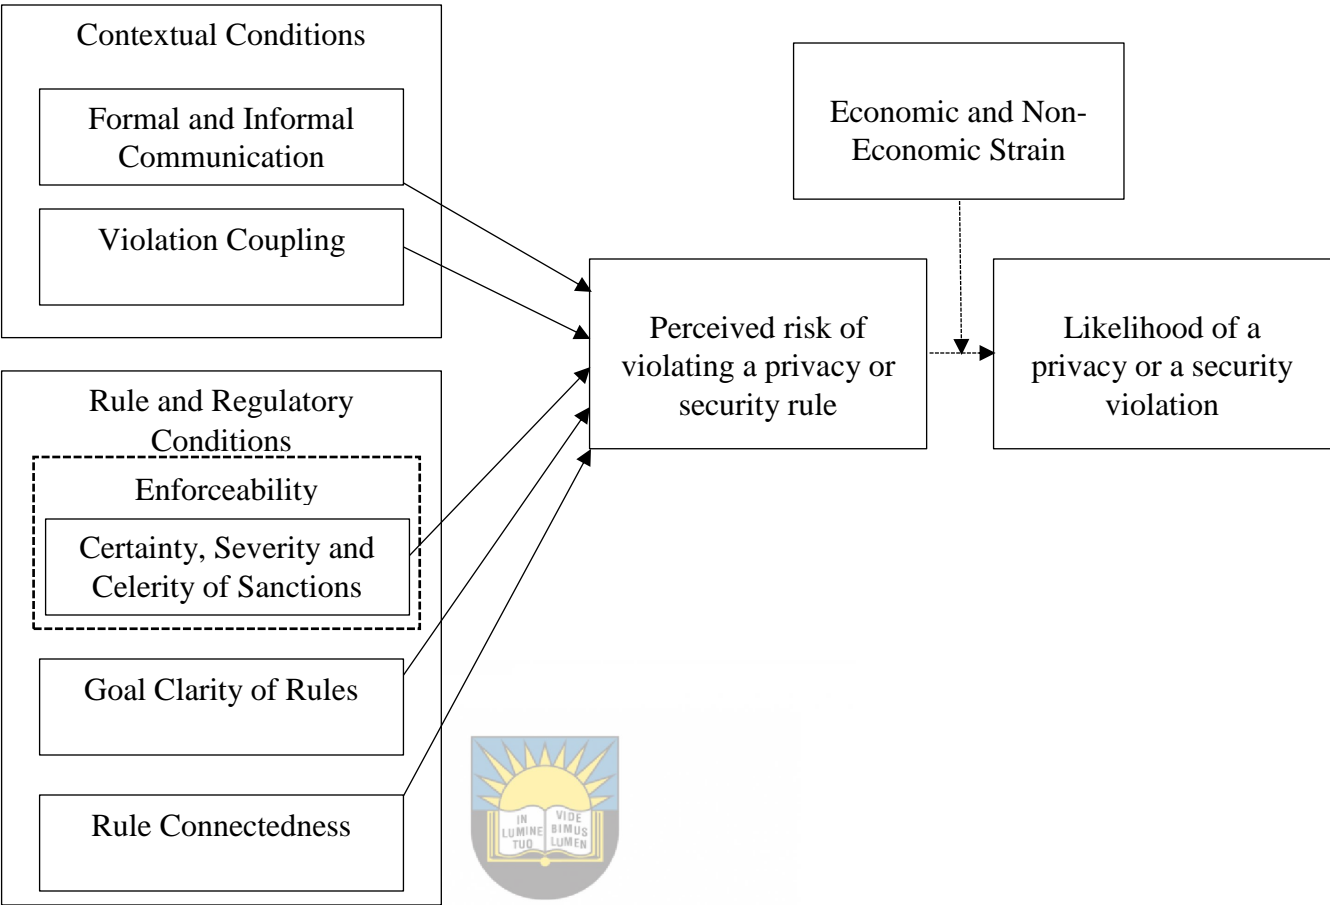 Contextual Conditions
Formal and Informal
Communication
Violation Coupling
Economic and Non-
Economic Strain
Perceived risk of
violating a privacy or
security rule
Likelihood of a
privacy or a security
violation
Rule and Regulatory
Conditions
Enforceability
Certainty, Severity and
Celerity of Sanctions
Goal Clarity of Rules
Rule Connectedness
IN
LUMINE
TUO
VIDE
BIMUS
LUMEN